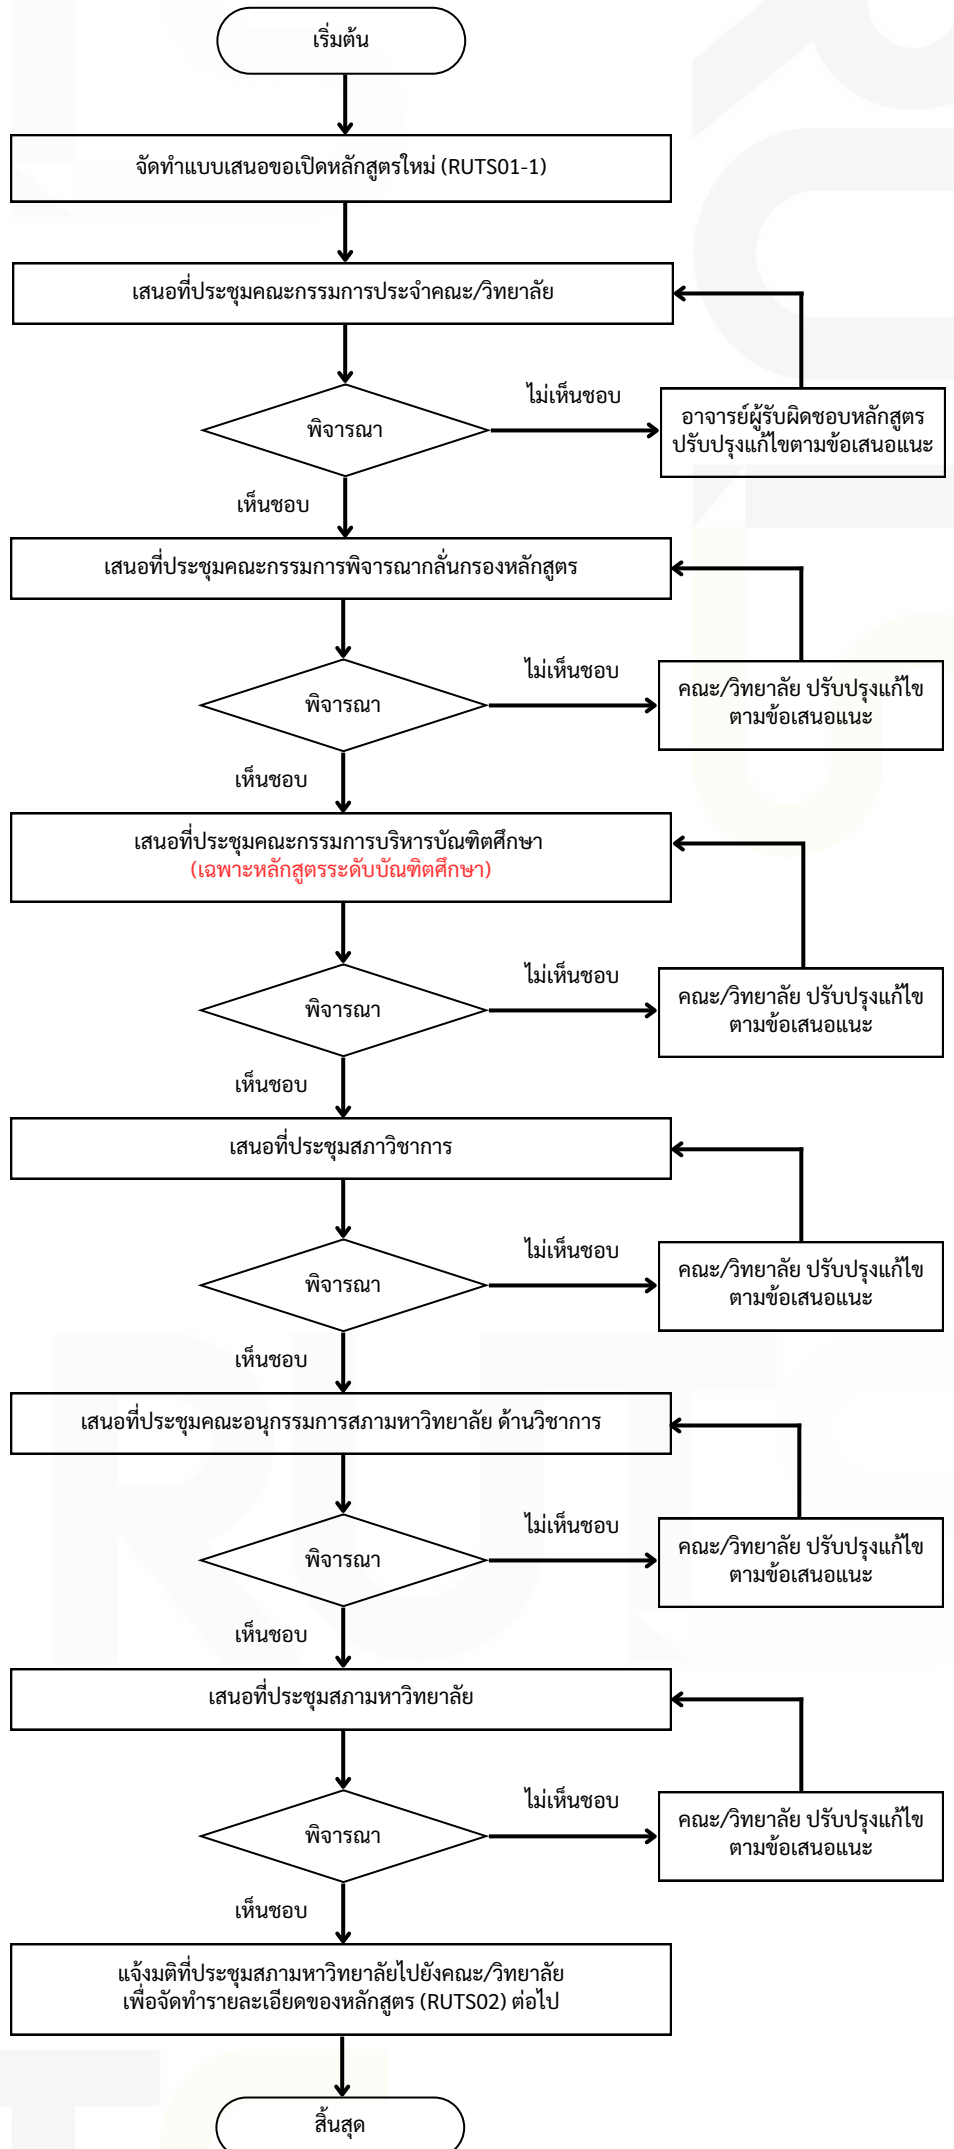 เริ่มต้น
จัดทำแบบเสนอขอเปิดหลักสูตรใหม่ (RUTS01-1)
เสนอที่ประชุมคณะกรรมการประจำคณะ/วิทยาลัย
พิจารณา
ไม่เห็นชอบ
อาจารย์ผู้รับผิดชอบหลักสูตร
ปรับปรุงแก้ไขตามข้อเสนอแนะ
เห็นชอบ
เสนอที่ประชุมคณะกรรมการพิจารณากลั่นกรองหลักสูตร
พิจารณา
ไม่เห็นชอบ
คณะ/วิทยาลัย ปรับปรุงแก้ไข
ตามข้อเสนอแนะ
เห็นชอบ
เสนอที่ประชุมคณะกรรมการบริหารบัณฑิตศึกษา
(เฉพาะหลักสูตรระดับบัณฑิตศึกษา)
พิจารณา
ไม่เห็นชอบ
คณะ/วิทยาลัย ปรับปรุงแก้ไข
ตามข้อเสนอแนะ
เห็นชอบ
เสนอที่ประชุมสภาวิชาการ
พิจารณา
ไม่เห็นชอบ
คณะ/วิทยาลัย ปรับปรุงแก้ไข
ตามข้อเสนอแนะ
เห็นชอบ
เสนอที่ประชุมคณะอนุกรรมการสภามหาวิทยาลัย ด้านวิชาการ
พิจารณา
ไม่เห็นชอบ
คณะ/วิทยาลัย ปรับปรุงแก้ไข
ตามข้อเสนอแนะ
เห็นชอบ
เสนอที่ประชุมสภามหาวิทยาลัย
พิจารณา
ไม่เห็นชอบ
คณะ/วิทยาลัย ปรับปรุงแก้ไข
ตามข้อเสนอแนะ
เห็นชอบ
แจ้งมติที่ประชุมสภามหาวิทยาลัยไปยังคณะ/วิทยาลัย
เพื่อจัดทำรายละเอียดของหลักสูตร (RUTS02) ต่อไป
สิ้นสุด